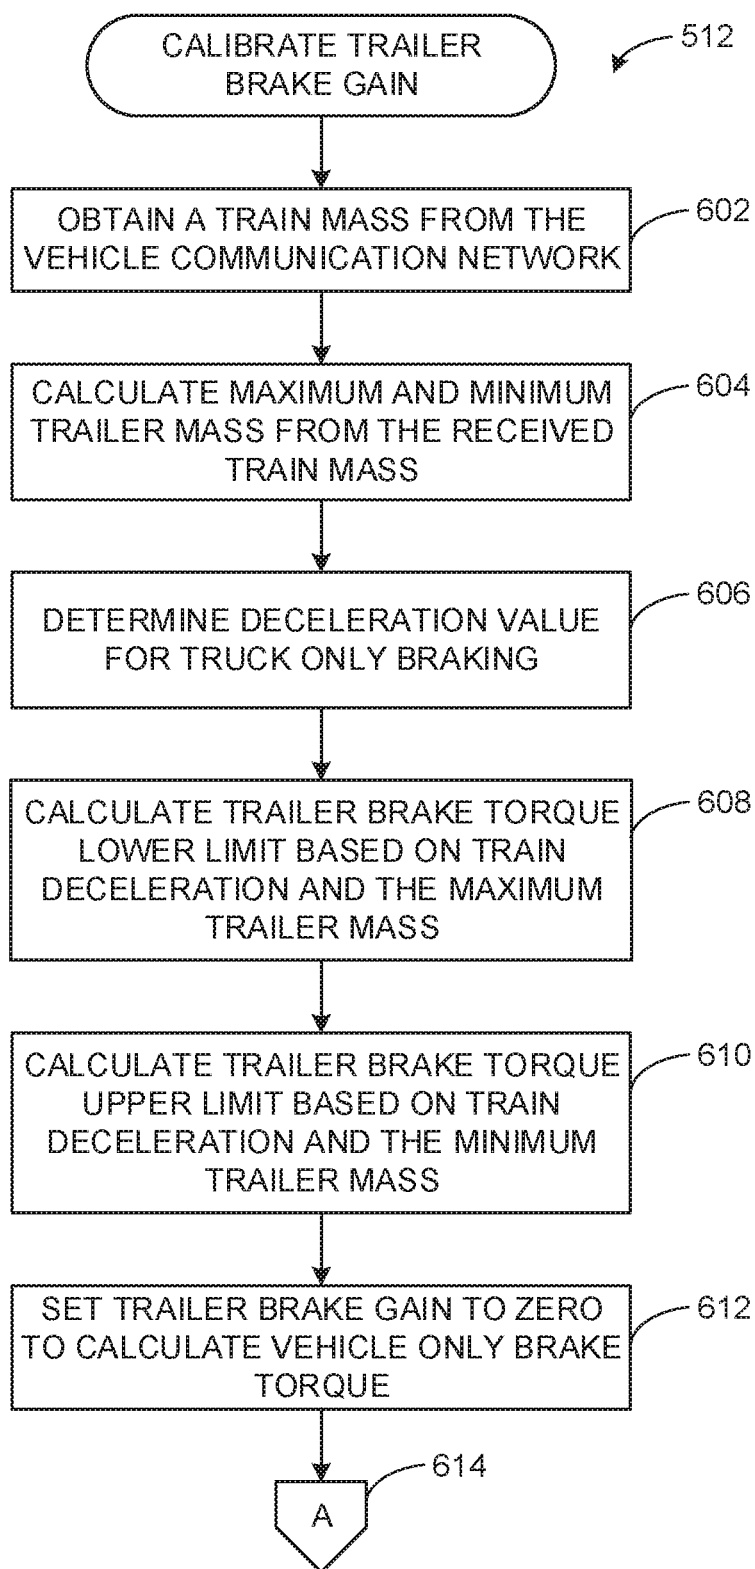 CALIBRATE TRAILER
BRAKE GAIN
512
OBTAIN A TRAIN MASS FROM THE
VEHICLE COMMUNICATION NETWORK
602
CALCULATE MAXIMUM AND MINIMUM
TRAILER MASS FROM THE RECEIVED
TRAIN MASS
604
DETERMINE DECELERATION VALUE
FOR TRUCK ONLY BRAKING
606
CALCULATE TRAILER BRAKE TORQUE
LOWER LIMIT BASED ON TRAIN
DECELERATION AND THE MAXIMUM
TRAILER MASS
608
CALCULATE TRAILER BRAKE TORQUE
UPPER LIMIT BASED ON TRAIN
DECELERATION AND THE MINIMUM
TRAILER MASS
610
SET TRAILER BRAKE GAIN TO ZERO
TO CALCULATE VEHICLE ONLY BRAKE
TORQUE
612
A
614